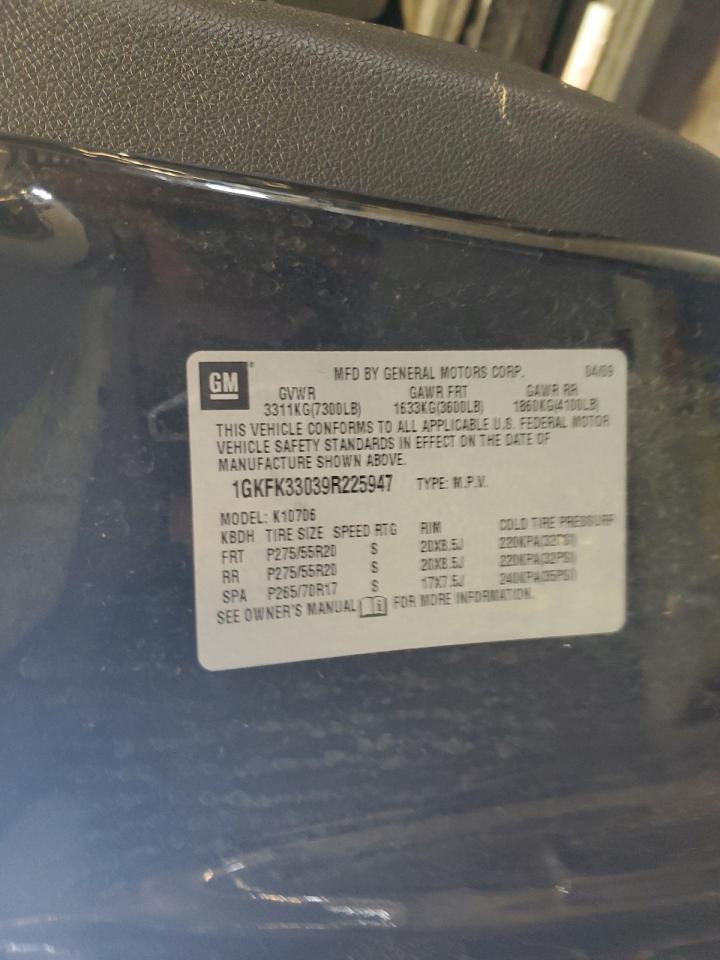 GM ® MFD BY GENERAL MOTORS CORP. 04/09
GVWR GAWR FRT GAWR RR
3311KG(7300LB) 1633KG(3600LB) 1860KG(4100LB)
THIS VEHICLE CONFORMS TO ALL APPLICABLE U.S. FEDERAL MOTOR
VEHICLE SAFETY STANDARDS IN EFFECT ON THE DATE OF
MANUFACTURE SHOWN ABOVE.
1GKFK33039R225947 TYPE: M.P.V.
MODEL: K10706
KBDH TIRE SIZE SPEED RTG RIM COLD TIRE PRESSURE
FRT P275/55R20 S 20X8.5J 220KPA(32PSI)
RR P275/55R20 S 20X8.5J 220KPA(32PSI)
SPA P265/70R17 S 17X7.5J 240KPA(35PSI)
SEE OWNER'S MANUAL FOR MORE INFORMATION.